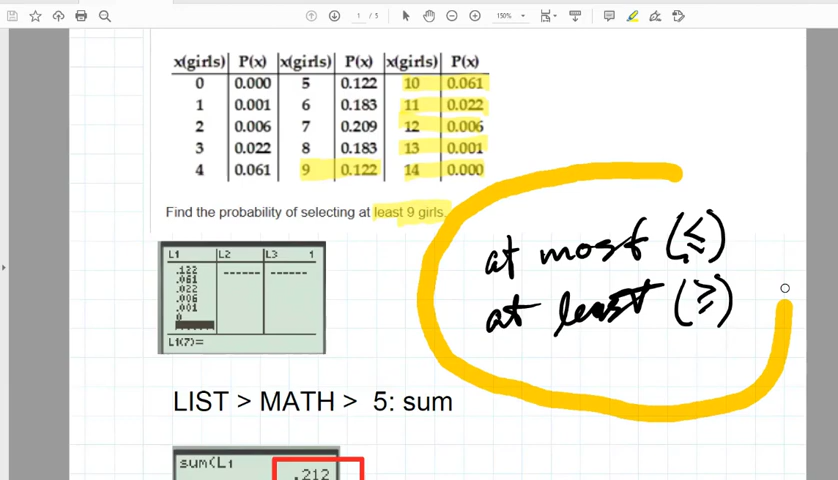 1 / 5
150%
x(girls) P(x) x(girls) P(x) x(girls) P(x)
0 0.000 5 0.122 10 0.061
1 0.001 6 0.183 11 0.022
2 0.006 7 0.209 12 0.006
3 0.022 8 0.183 13 0.001
4 0.061 9 0.122 14 0.000
Find the probability of selecting at least 9 girls.
at most (≤)
at least (≥)
L1 L2 L3 1
.122 ------ ------
.061
.022
.006
.001
0
------
L1(7)=
LIST > MATH > 5: sum
sum(L1
.212